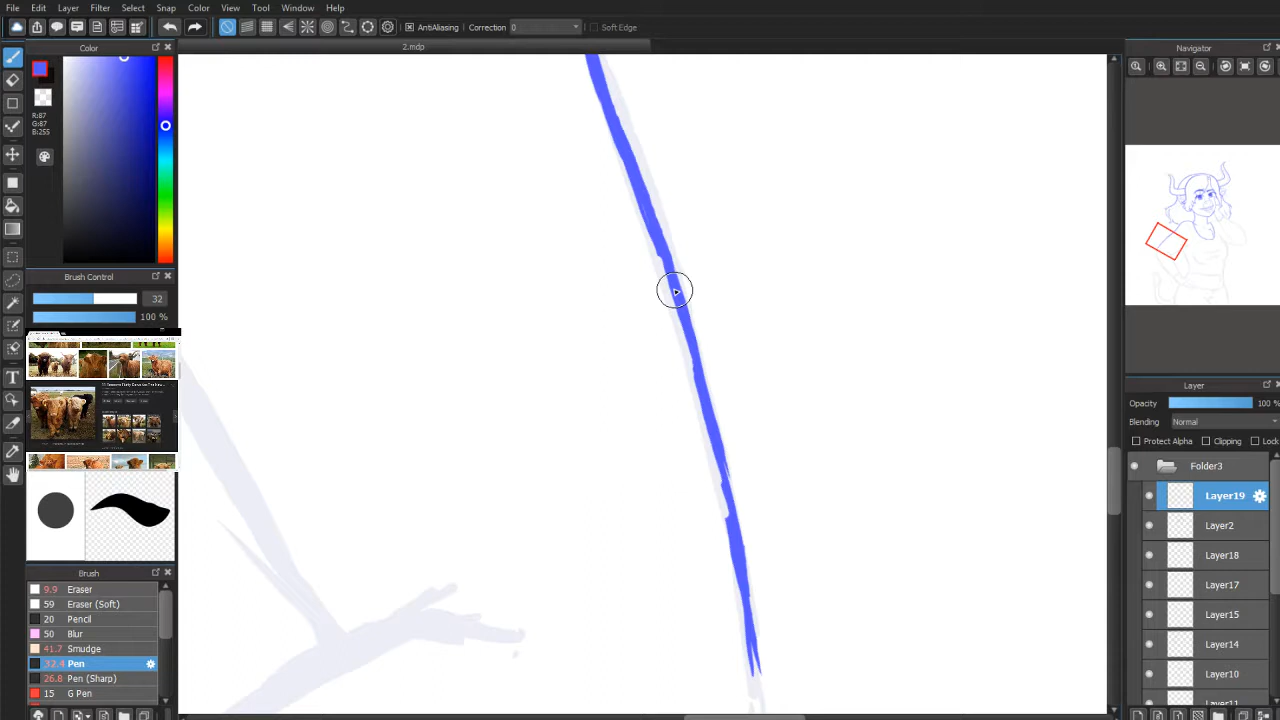 File Edit Layer Filter Select Snap Color View Tool Window Help
AntiAliasing Correction 0 Soft Edge
2.mdp
Color
R:87
G:87
B:255
Brush Control
32
100 %
Brush
9.9 Eraser
59 Eraser (Soft)
20 Pencil
50 Blur
41.7 Smudge
32.4 Pen
26.8 Pen (Sharp)
15 G Pen
Navigator
Layer
Opacity 100 %
Blending Normal
Protect Alpha Clipping Lock
Folder3
Layer19
Layer2
Layer18
Layer17
Layer15
Layer14
Layer10
Layer11